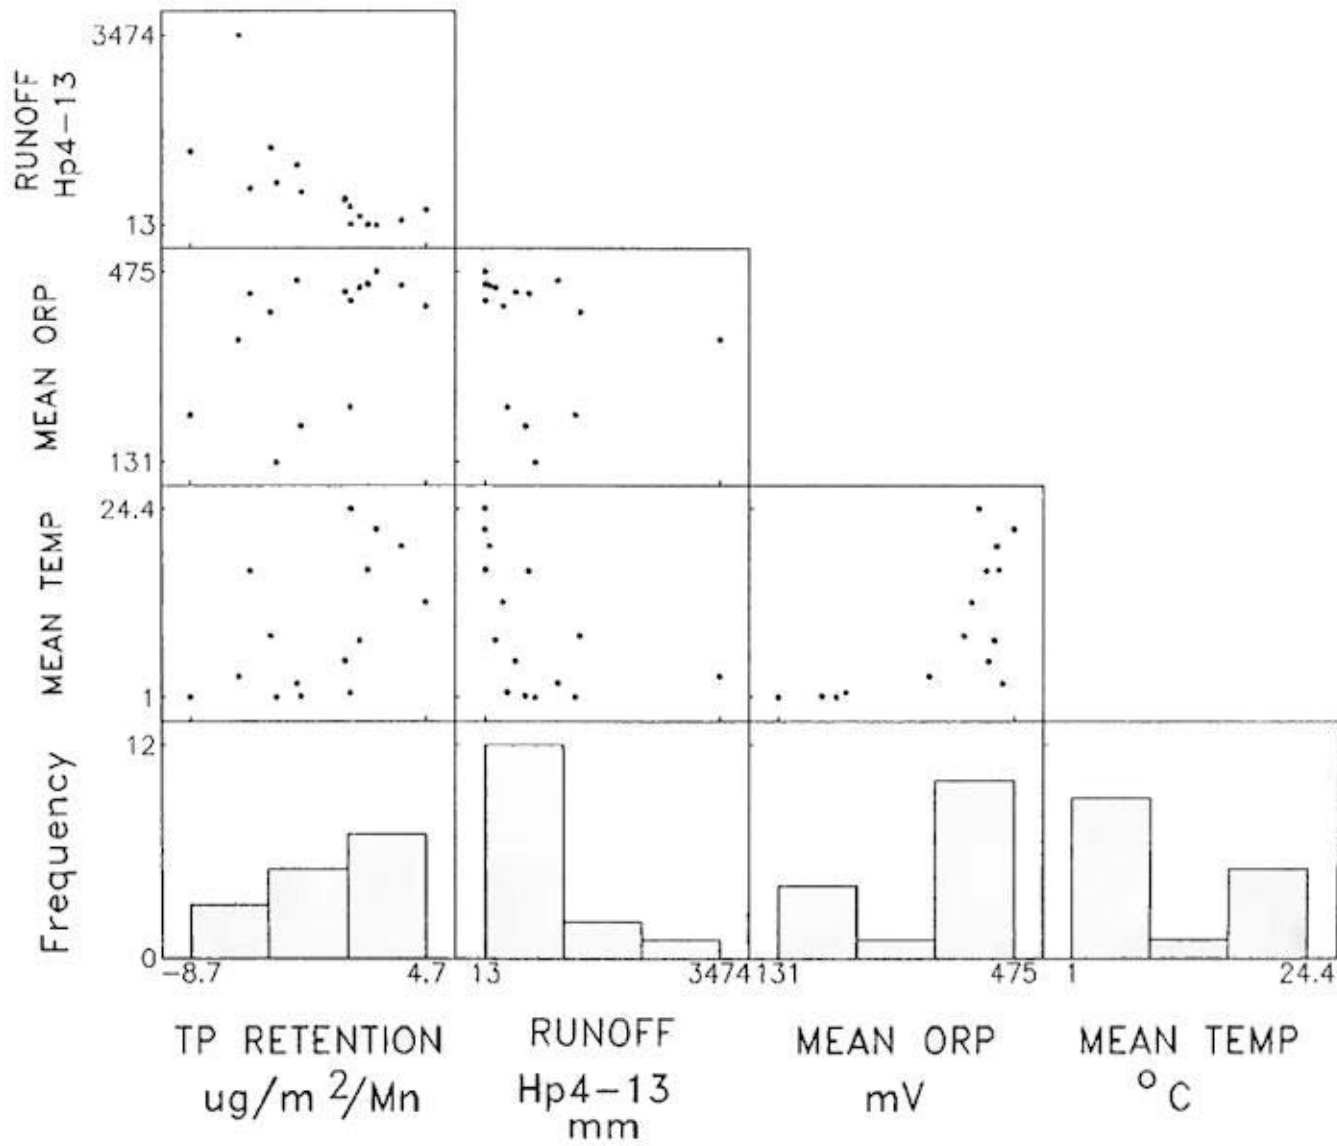 3474
RUNOFF
Hp4-13
13
475
MEAN ORP
131
24.4
MEAN TEMP
1
12
Frequency
0
-8.7 4.7 13 3474 131 475 1 24.4
TP RETENTION RUNOFF MEAN ORP MEAN TEMP
ug/m²/Mn Hp4-13 mV °C
mm